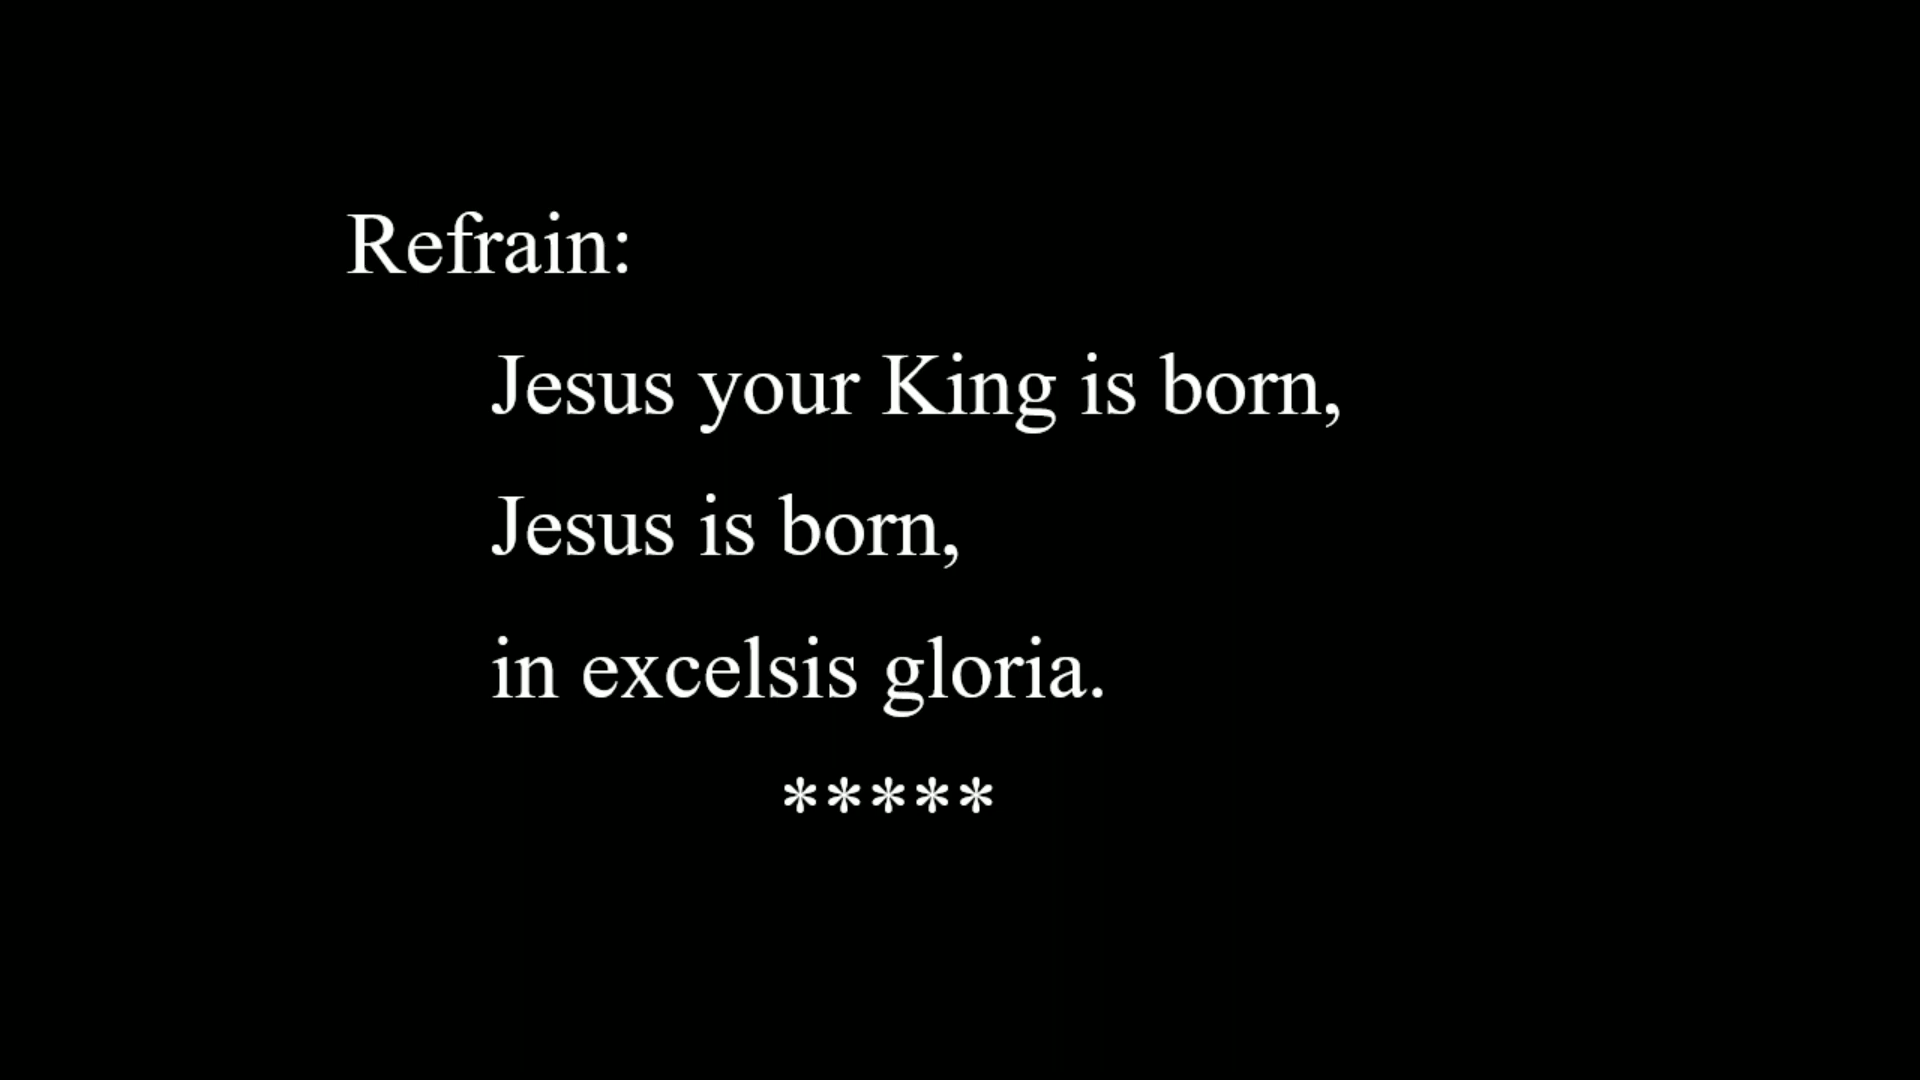 Refrain:
Jesus your King is born,
Jesus is born,
in excelsis gloria.
*****